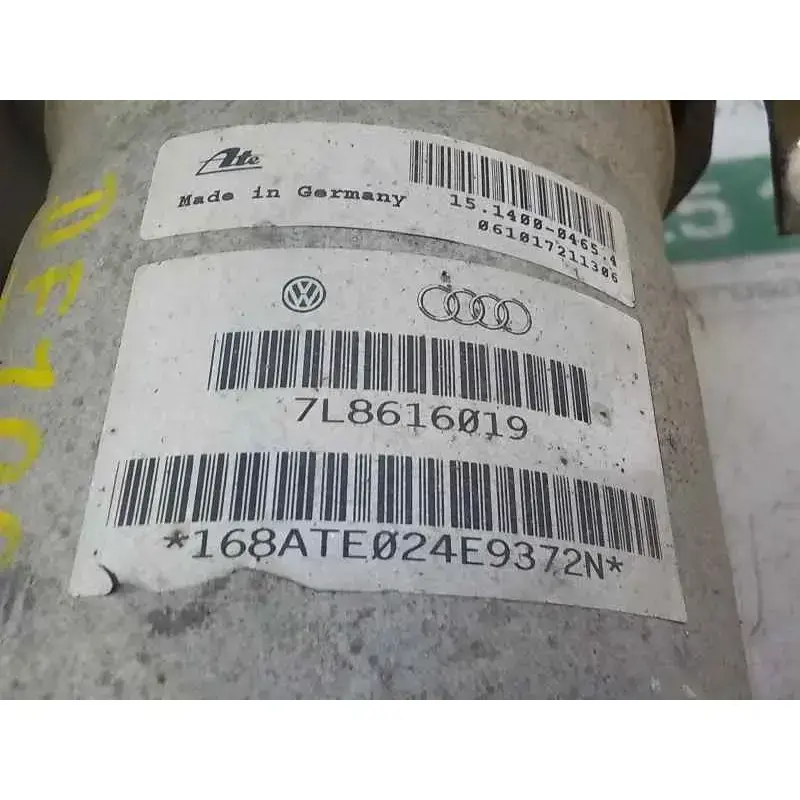 Ate
Made in Germany
15.1400-0465.4
061017211306
7L8616019
*168ATE024E9372N*